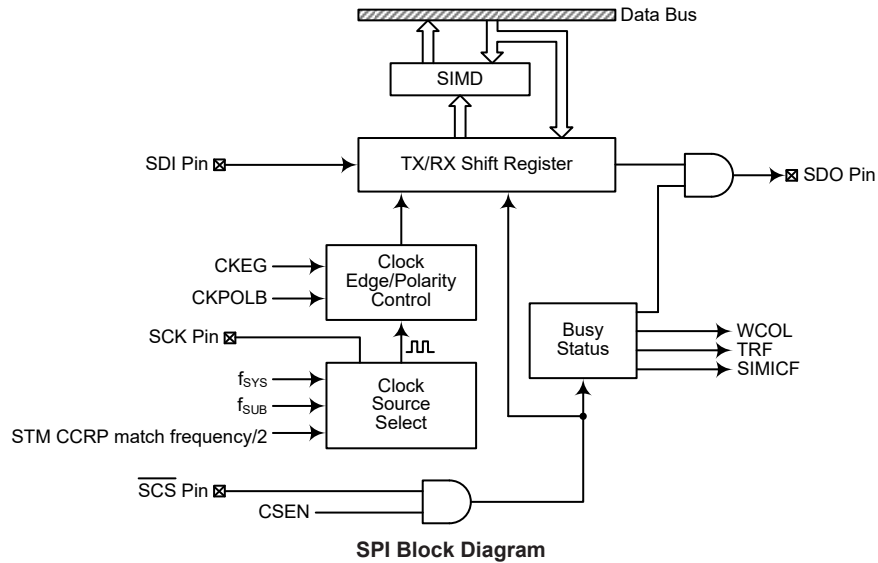 Data Bus
SIMD
SDI Pin
TX/RX Shift Register
SDO Pin
CKEG
CKPOLB
Clock
Edge/Polarity
Control
SCK Pin
Busy
Status
WCOL
TRF
SIMICF
fSYS
fSUB
STM CCRP match frequency/2
Clock
Source
Select
SCS Pin
CSEN
SPI Block Diagram